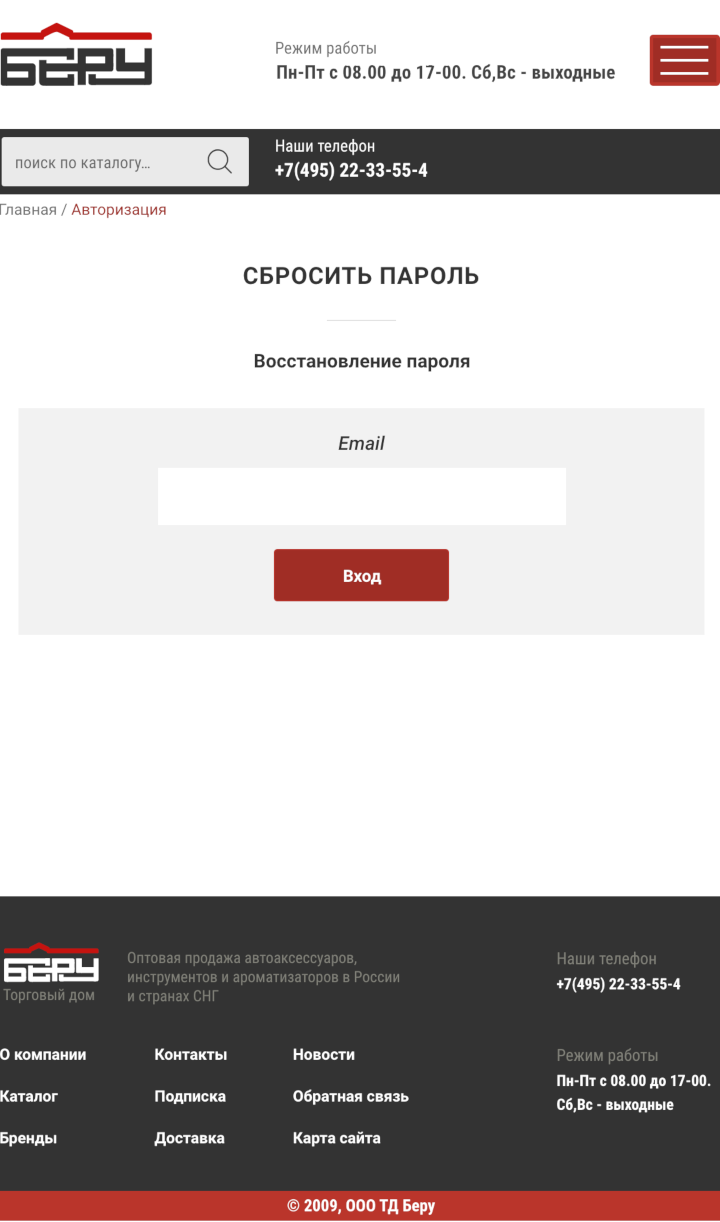 БЕРУ
Режим работы
Пн-Пт с 08.00 до 17-00. Сб,Вс - выходные
поиск по каталогу...
Наши телефон
+7(495) 22-33-55-4
Главная / Авторизация
СБРОСИТЬ ПАРОЛЬ
Восстановление пароля
Email
Вход
БЕРУ
Торговый дом
Оптовая продажа автоаксессуаров,
инструментов и ароматизаторов в России
и странах СНГ
Наши телефон
+7(495) 22-33-55-4
О компании
Контакты
Новости
Каталог
Подписка
Обратная связь
Бренды
Доставка
Карта сайта
Режим работы
Пн-Пт с 08.00 до 17-00.
Сб,Вс - выходные
© 2009, ООО ТД Беру